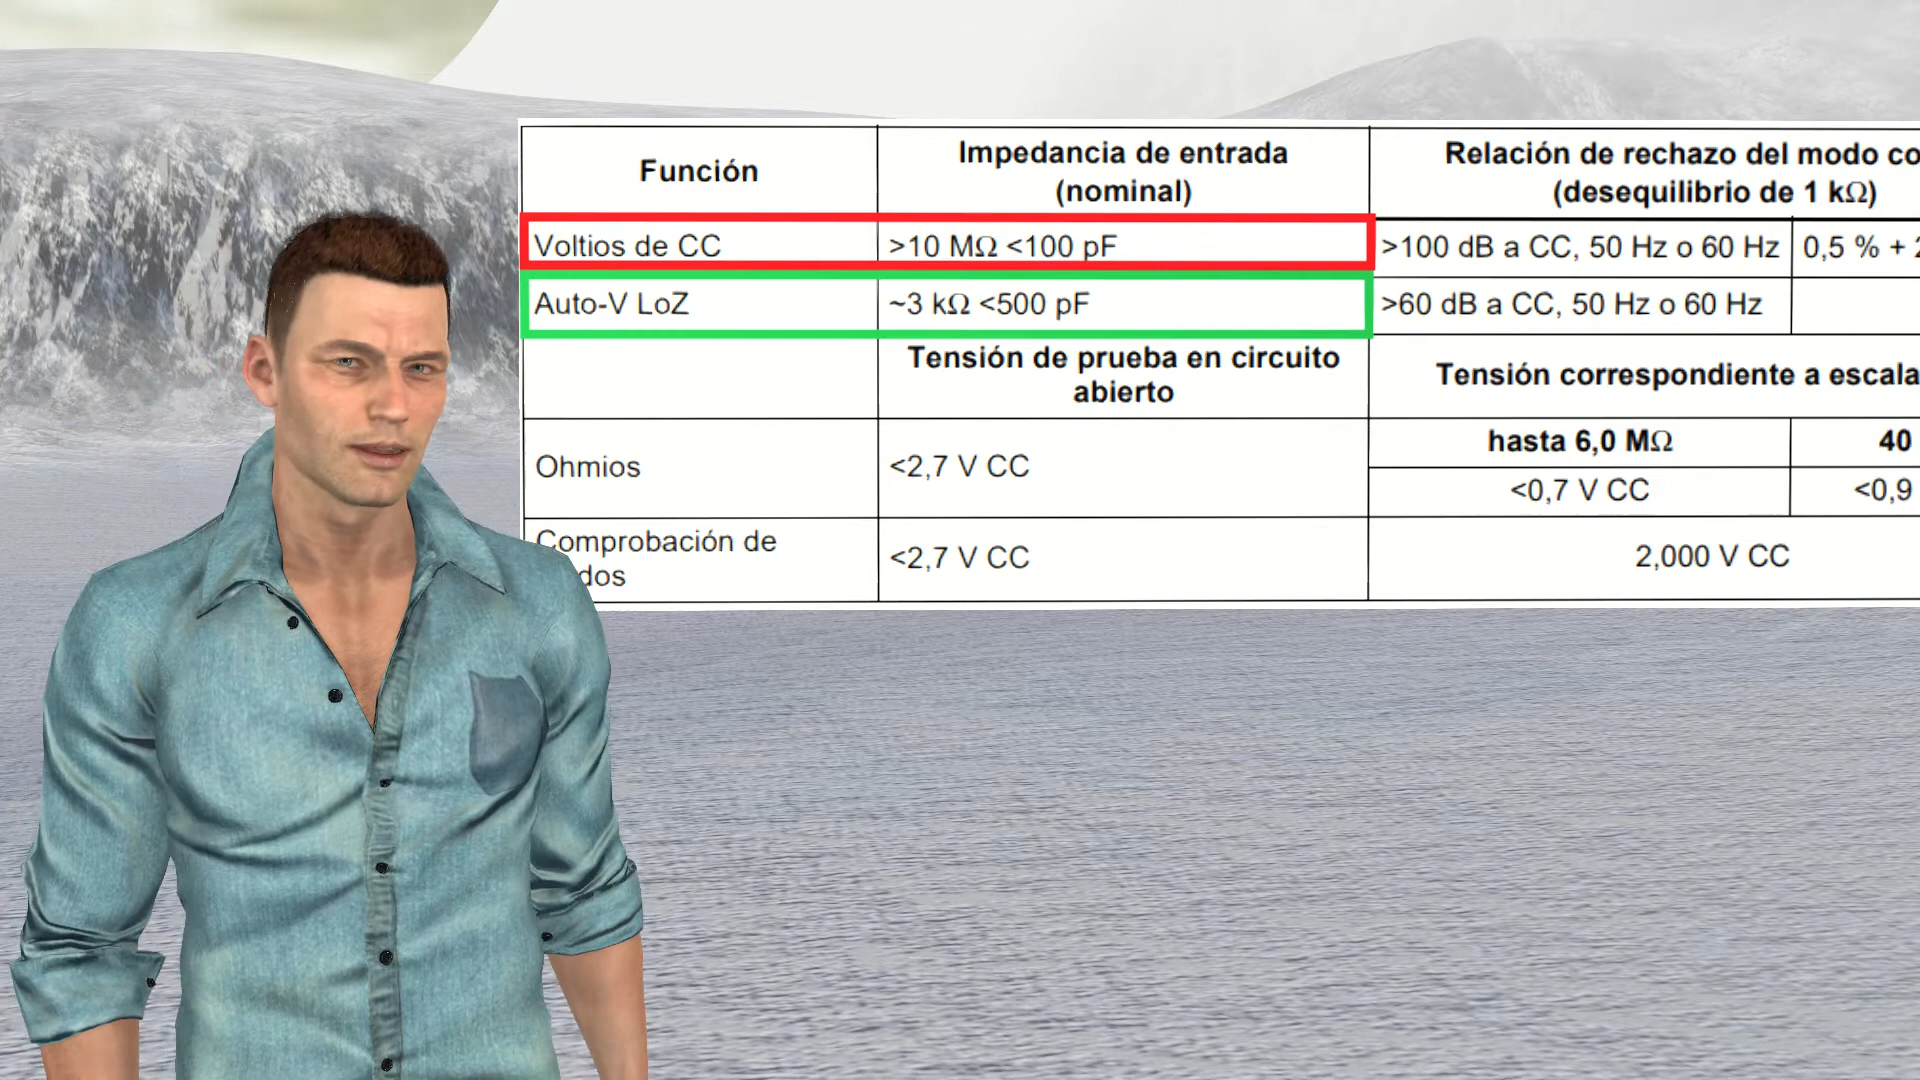 Función
Impedancia de entrada
(nominal)
Relación de rechazo del modo co
(desequilibrio de 1 kΩ)
Voltios de CC
>10 MΩ <100 pF
>100 dB a CC, 50 Hz o 60 Hz
0,5 % + 2
Auto-V LoZ
~3 kΩ <500 pF
>60 dB a CC, 50 Hz o 60 Hz
Tensión de prueba en circuito
abierto
Tensión correspondiente a escala
Ohmios
<2,7 V CC
hasta 6,0 MΩ
40
<0,7 V CC
<0,9
Comprobación de
dos
<2,7 V CC
2,000 V CC